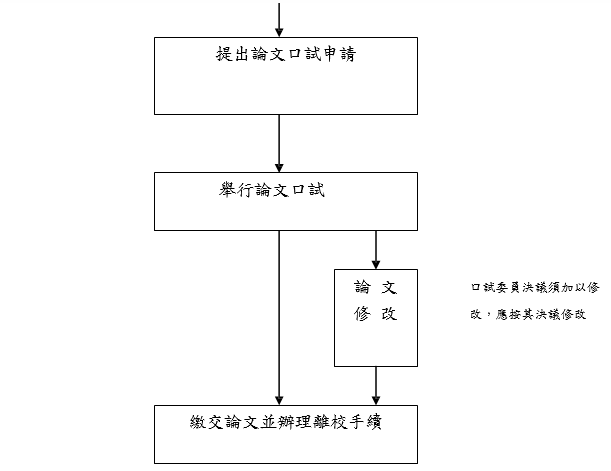 提出論文口試申請
舉行論文口試
論 文
修 改
口試委員決議須加以修
改，應按其決議修改
繳交論文並辦理離校手續